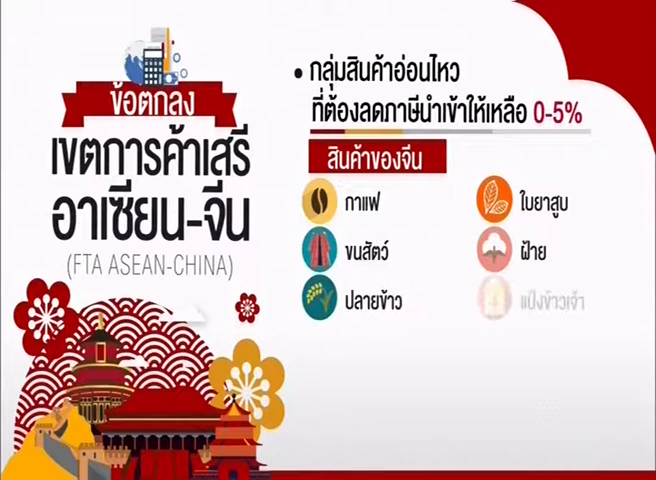 ข้อตกลง
เขตการค้าเสรี
อาเซียน-จีน
(FTA ASEAN-CHINA)
• กลุ่มสินค้าอ่อนไหว
ที่ต้องลดภาษีนำเข้าให้เหลือ 0-5%
สินค้าของจีน
กาแฟ
ใบยาสูบ
ขนสัตว์
ฝ้าย
ปลายข้าว
แป้งข้าวเจ้า